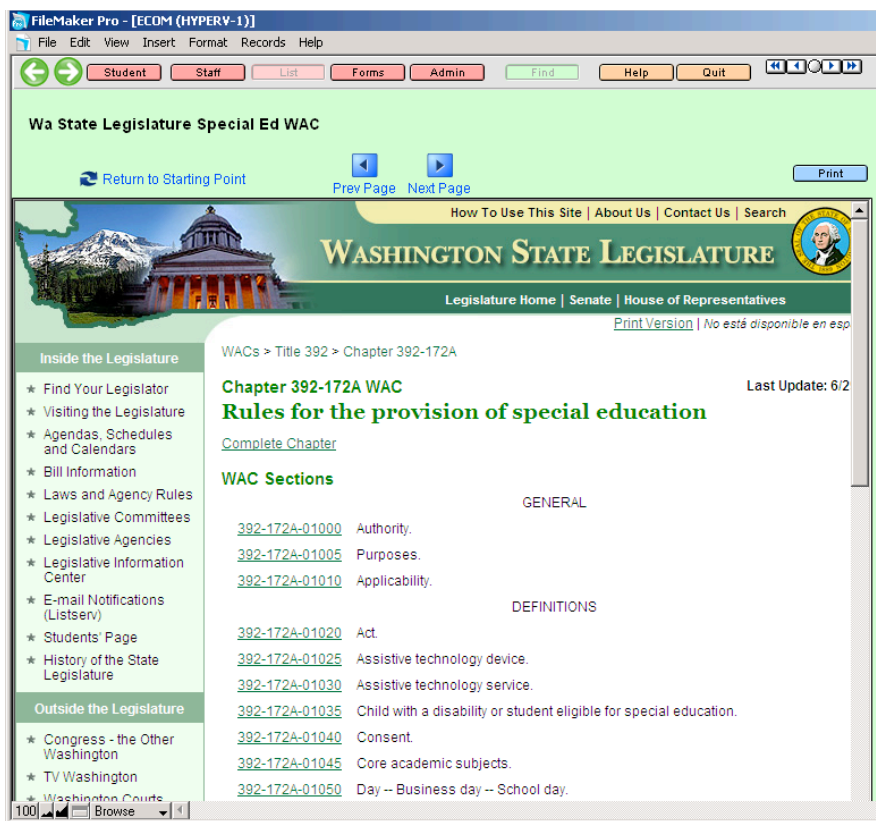 FileMaker Pro - [ECOM (HYPERV-1)]
File Edit View Insert Format Records Help
Student Staff List Forms Admin Find Help Quit
Wa State Legislature Special Ed WAC
Return to Starting Point
Prev Page Next Page
Print
How To Use This Site | About Us | Contact Us | Search
WASHINGTON STATE LEGISLATURE
Legislature Home | Senate | House of Representatives
Print Version | No está disponible en esp
Inside the Legislature
Find Your Legislator
Visiting the Legislature
Agendas, Schedules
and Calendars
Bill Information
Laws and Agency Rules
Legislative Committees
Legislative Agencies
Legislative Information
Center
E-mail Notifications
(Listserv)
Students' Page
History of the State
Legislature
Outside the Legislature
Congress - the Other
Washington
TV Washington
Washington Courts
WACs > Title 392 > Chapter 392-172A
Chapter 392-172A WAC
Last Update: 6/2
Rules for the provision of special education
Complete Chapter
WAC Sections
GENERAL
392-172A-01000 Authority.
392-172A-01005 Purposes.
392-172A-01010 Applicability.
DEFINITIONS
392-172A-01020 Act.
392-172A-01025 Assistive technology device.
392-172A-01030 Assistive technology service.
392-172A-01035 Child with a disability or student eligible for special education.
392-172A-01040 Consent.
392-172A-01045 Core academic subjects.
392-172A-01050 Day -- Business day -- School day.
100 Browse